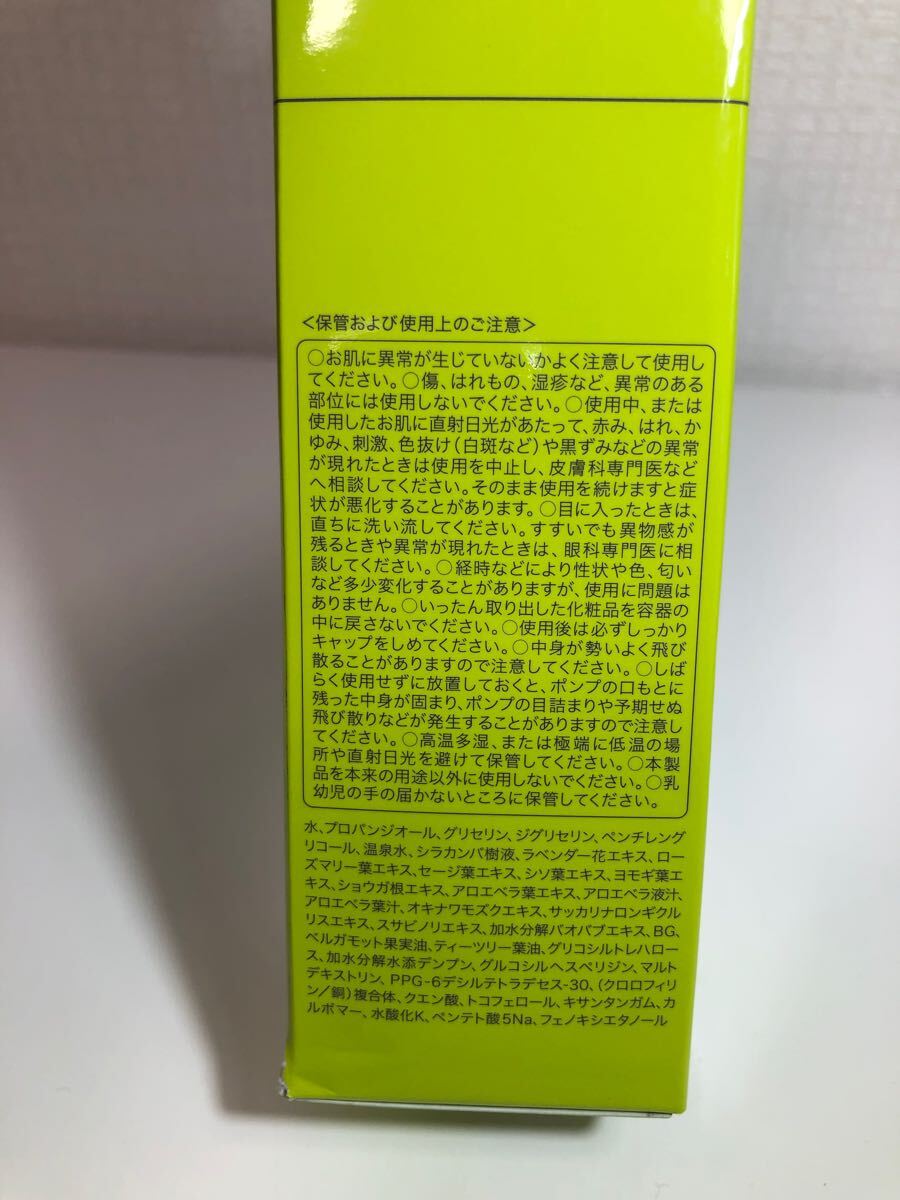 ＜保管および使用上のご注意＞
○お肌に異常が生じていないかよく注意して使用し
てください。○傷、はれもの、湿疹など、異常のある
部位には使用しないでください。○使用中、または
使用したお肌に直射日光があたって、赤み、はれ、か
ゆみ、刺激、色抜け（白斑など）や黒ずみなどの異常
が現れたときは使用を中止し、皮膚科専門医など
へ相談してください。そのまま使用を続けますと症
状が悪化することがあります。○目に入ったときは、
直ちに洗い流してください。すすいでも異物感が
残るときや異常が現れたときは、眼科専門医に相
談してください。○経時などにより性状や色、匂い
など多少変化することがありますが、使用に問題は
ありません。○いったん取り出した化粧品を容器の
中に戻さないでください。○使用後は必ずしっかり
キャップをしめてください。○中身が勢いよく飛び
散ることがありますので注意してください。○しば
らく使用せずに放置しておくと、ポンプの口もとに
残った中身が固まり、ポンプの目詰まりや予期せぬ
飛び散りなどが発生することがありますので注意し
てください。○高温多湿、または極端に低温の場
所や直射日光を避けて保管してください。○本製
品を本来の用途以外に使用しないでください。○乳
幼児の手の届かないところに保管してください。
水、プロパンジオール、グリセリン、ジグリセリン、ペンチレング
リコール、温泉水、シラカンバ樹液、ラベンダー花エキス、ロー
ズマリー葉エキス、セージ葉エキス、シソ葉エキス、ヨモギ葉エ
キス、ショウガ根エキス、アロエベラ葉エキス、アロエベラ液汁、
アロエベラ葉汁、オキナワモズクエキス、サッカリナロンギクル
リスエキス、スサビノリエキス、加水分解バオバブエキス、BG、
ベルガモット果実油、ティーツリー葉油、グリコシルトレハロー
ス、加水分解水添デンプン、グルコシルヘスペリジン、マルト
デキストリン、PPG-6デシルテトラデセス-30、（クロロフィリ
ン／銅）複合体、クエン酸、トコフェロール、キサンタンガム、カ
ルボマー、水酸化K、ペンテト酸5Na、フェノキシエタノール